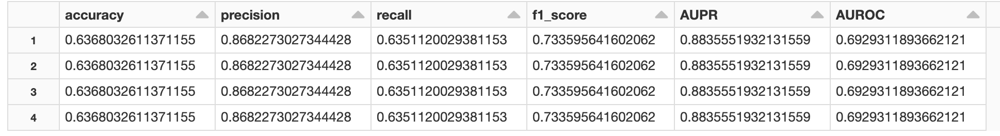 accuracy precision recall f1_score AUPR AUROC
1 0.6368032611371155 0.8682273027344428 0.6351120029381153 0.733595641602062 0.8835551932131559 0.6929311893662121
2 0.6368032611371155 0.8682273027344428 0.6351120029381153 0.733595641602062 0.8835551932131559 0.6929311893662121
3 0.6368032611371155 0.8682273027344428 0.6351120029381153 0.733595641602062 0.8835551932131559 0.6929311893662121
4 0.6368032611371155 0.8682273027344428 0.6351120029381153 0.733595641602062 0.8835551932131559 0.6929311893662121